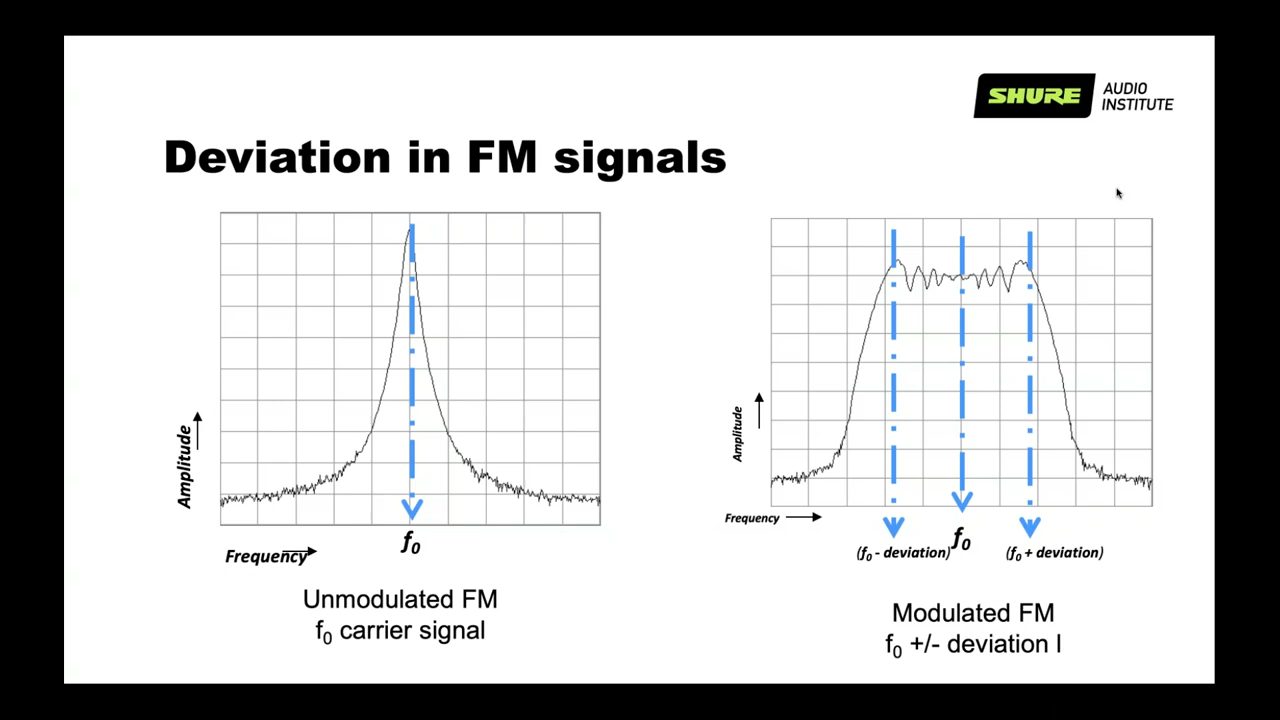 SHURE
AUDIO
INSTITUTE
Deviation in FM signals
Amplitude
Frequency
f₀
Unmodulated FM
f₀ carrier signal
Amplitude
Frequency
(f₀ - deviation)
f₀
(f₀ + deviation)
Modulated FM
f₀ +/- deviation l